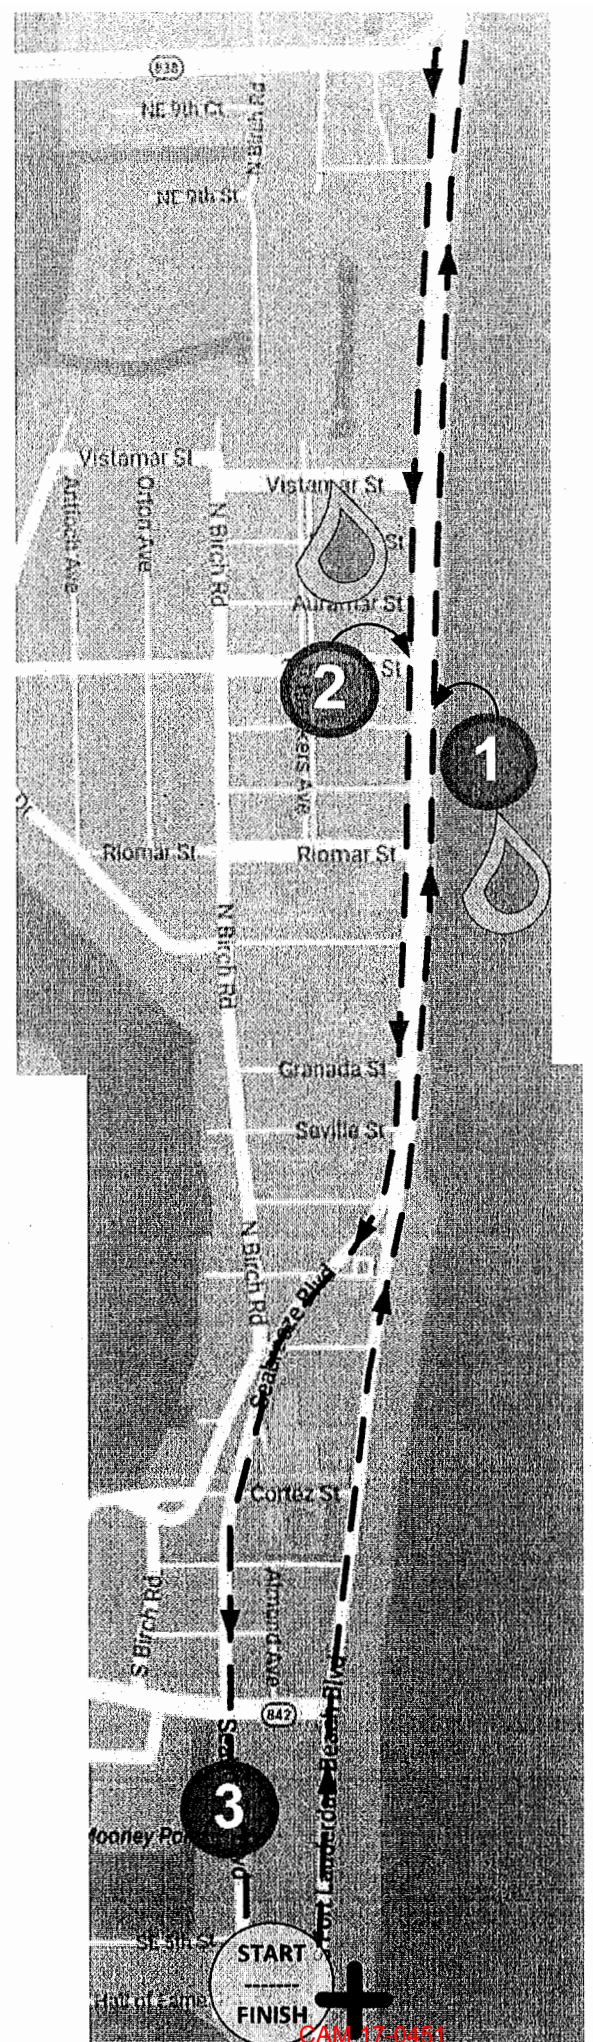 838
NE 9th Ct
N Birch Rd
NE 9th St
Vistamar St
Vistamar St
Antioch Ave
Orton Ave
N Birch Rd
St
Auramar St
St
2
1
Dr
Riomar St
Riomar St
N Birch Rd
Granada St
Seville St
N Birch Rd
Seabreeze Blvd
Cortez St
S Birch Rd
Almond Ave
842
3
Fort Lauderdale Beach Blvd
SE 5th St
START
-------
FINISH
Hall of Fame
CAM 17-0451